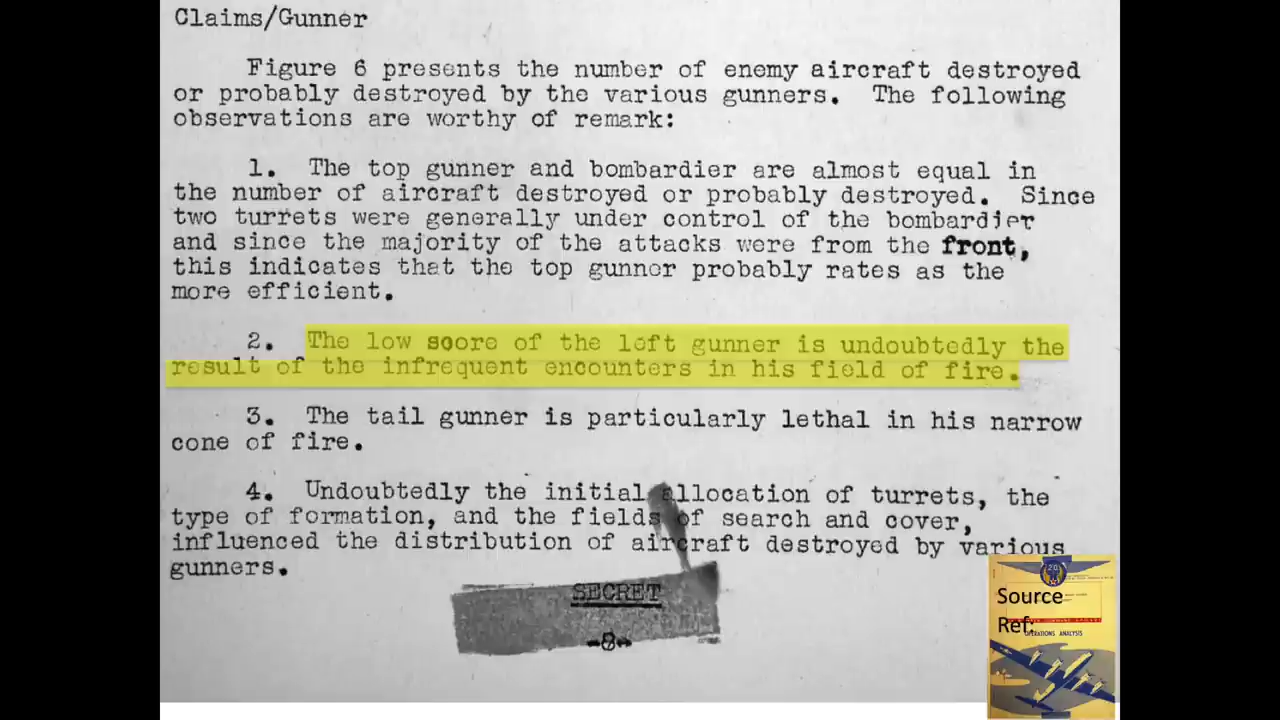 Claims/Gunner
Figure 6 presents the number of enemy aircraft destroyed
or probably destroyed by the various gunners. The following
observations are worthy of remark:
1. The top gunner and bombardier are almost equal in
the number of aircraft destroyed or probably destroyed. Since
two turrets were generally under control of the bombardier
and since the majority of the attacks were from the front,
this indicates that the top gunner probably rates as the
more efficient.
2. The low score of the left gunner is undoubtedly the
result of the infrequent encounters in his field of fire.
3. The tail gunner is particularly lethal in his narrow
cone of fire.
4. Undoubtedly the initial allocation of turrets, the
type of formation, and the fields of search and cover,
influenced the distribution of aircraft destroyed by various
gunners.
SECRET
-8-
20
Source
Ref:
OPERATIONS ANALYSIS